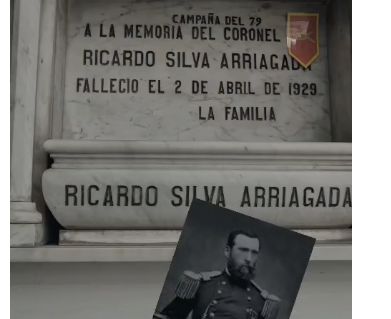 CAMPAÑA DEL 79
A LA MEMORIA DEL CORONEL
RICARDO SILVA ARRIAGADA
FALLECIO EL 2 DE ABRIL DE 1929
LA FAMILIA
RICARDO SILVA ARRIAGADA